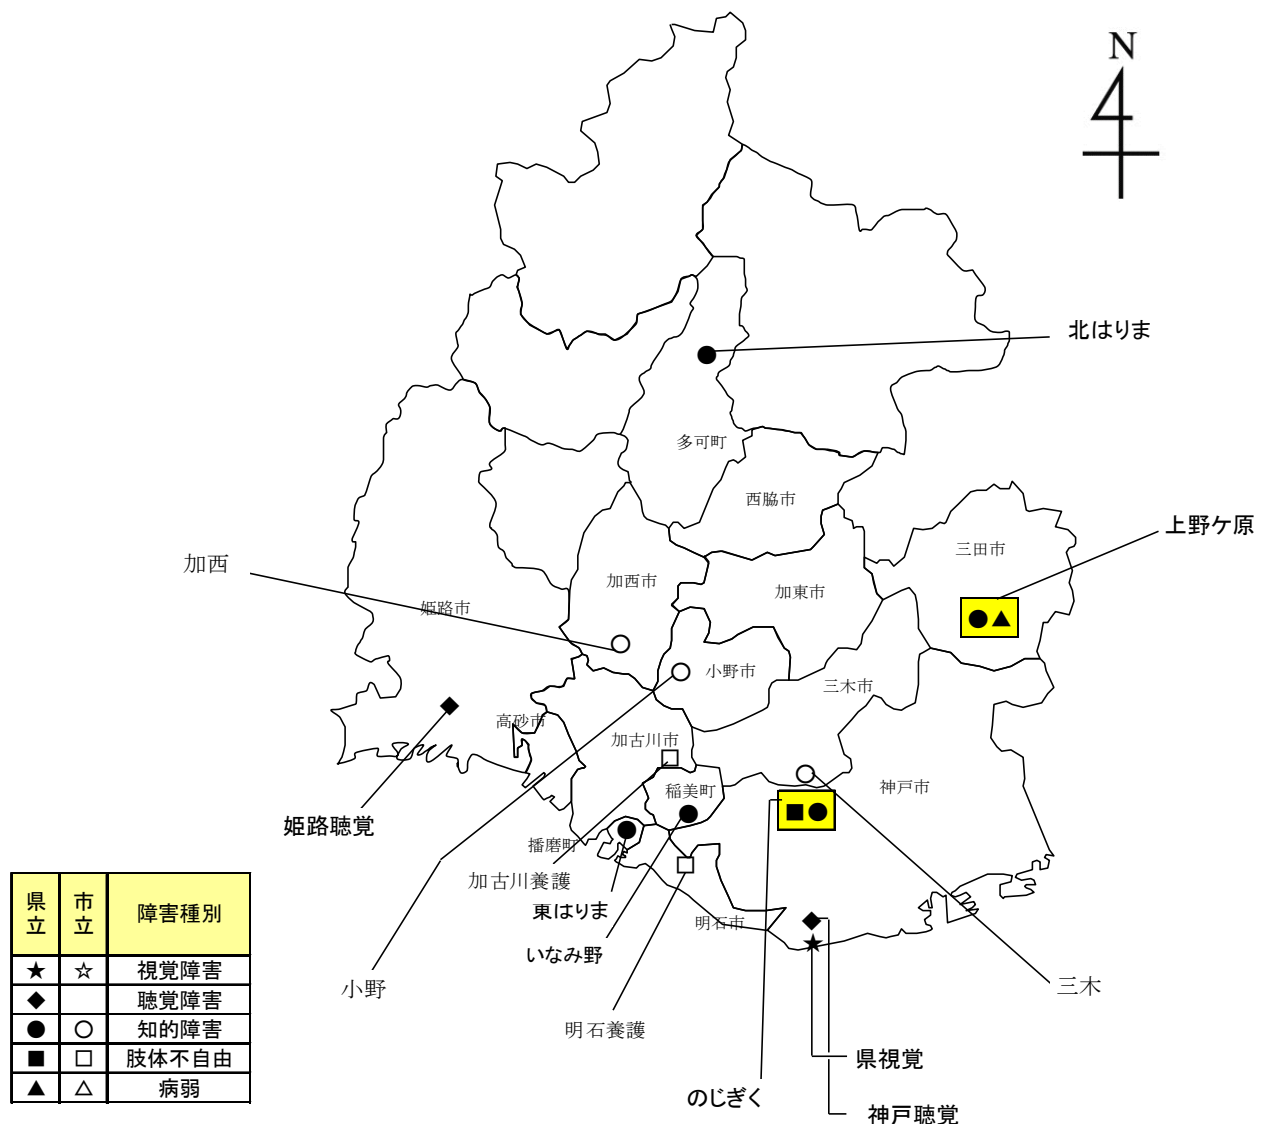 N
北はりま
多可町
西脇市
上野ケ原
三田市
加西
加西市
加東市
姫路市
小野市
三木市
高砂市
加古川市
稲美町
神戸市
姫路聴覚
播磨町
加古川養護
東はりま
明石市
いなみ野
小野
三木
明石養護
県視覚
のじぎく
神戸聴覚
県立 市立 障害種別
★ ☆ 視覚障害
◆ 聴覚障害
● ○ 知的障害
■ □ 肢体不自由
▲ △ 病弱